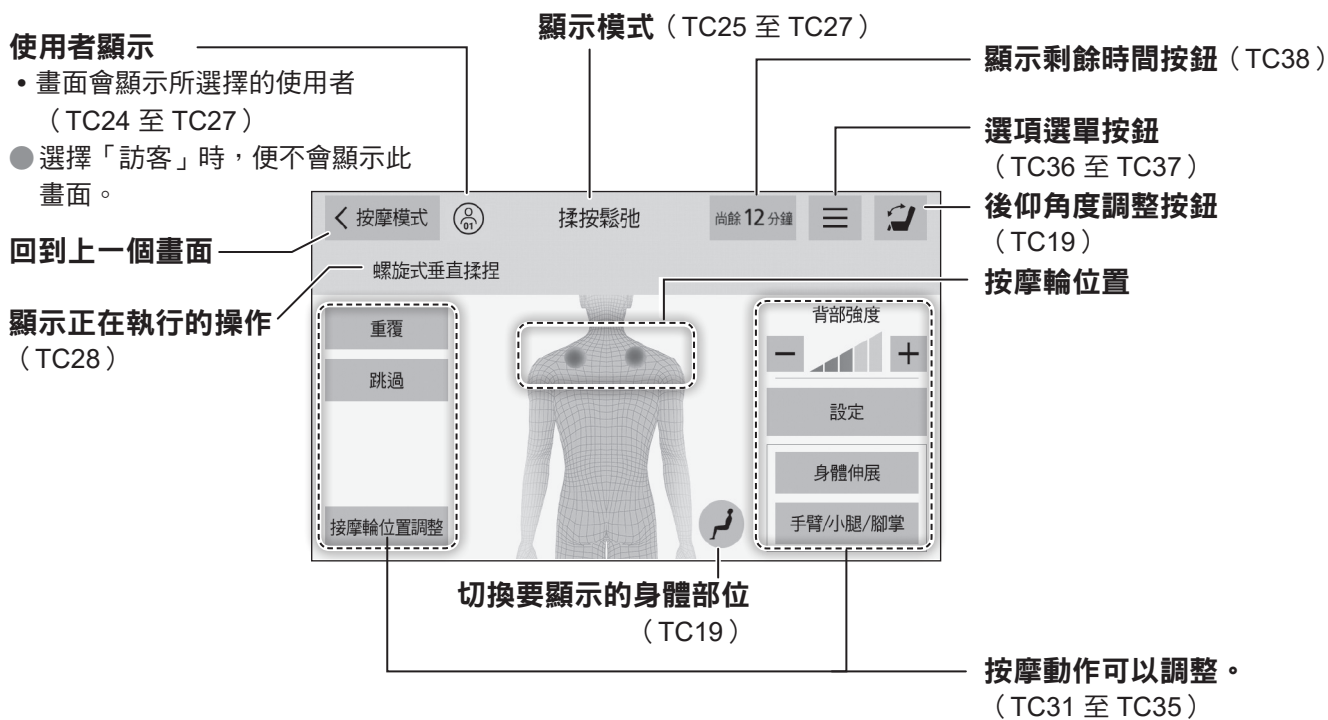 使用者顯示
• 畫面會顯示所選擇的使用者
（TC24 至 TC27）
● 選擇「訪客」時，便不會顯示此
畫面。
回到上一個畫面
顯示正在執行的操作
（TC28）
顯示模式（TC25 至 TC27）
顯示剩餘時間按鈕（TC38）
選項選單按鈕
（TC36 至 TC37）
後仰角度調整按鈕
（TC19）
按摩輪位置
按摩模式
01
揉按鬆弛
尚餘 12 分鐘
螺旋式垂直揉捏
重覆
跳過
接摩輪位置調整
背部強度
− +
設定
身體伸展
手臂/小腿/腳掌
切換要顯示的身體部位
（TC19）
按摩動作可以調整。
（TC31 至 TC35）